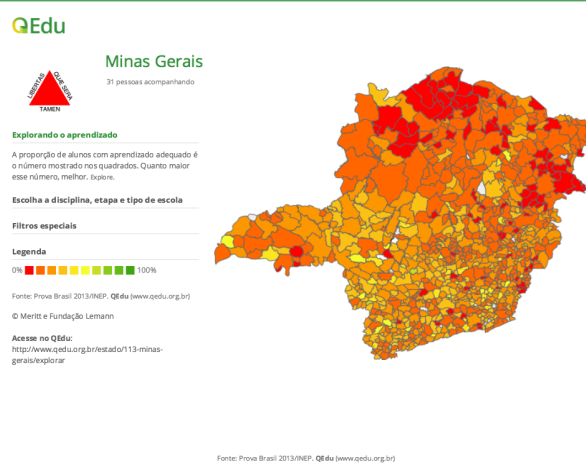 QEdu
Minas Gerais
31 pessoas acompanhando
LIBERTAS
QUÆ SERA
TAMEN
Explorando o aprendizado
A proporção de alunos com aprendizado adequado é
o número mostrado nos quadrados. Quanto maior
esse número, melhor. Explore.
Escolha a disciplina, etapa e tipo de escola
Filtros especiais
Legenda
0% 100%
Fonte: Prova Brasil 2013/INEP. QEdu (www.qedu.org.br)
© Meritt e Fundação Lemann
Acesse no QEdu:
http://www.qedu.org.br/estado/113-minas-
gerais/explorar
Fonte: Prova Brasil 2013/INEP. QEdu (www.qedu.org.br)